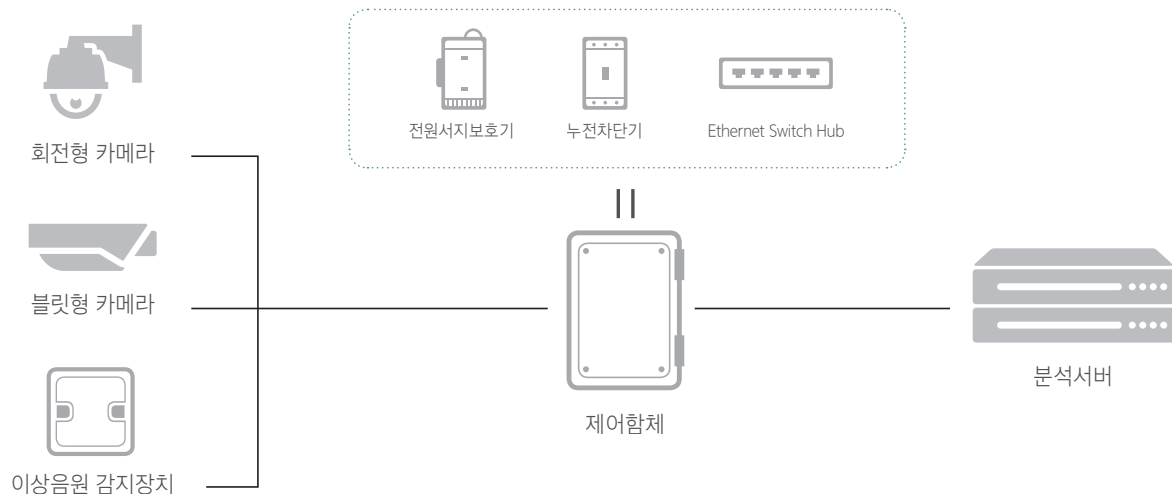 전원서지보호기
누전차단기
Ethernet Switch Hub
회전형 카메라
블릿형 카메라
이상음원 감지장치
제어함체
분석서버